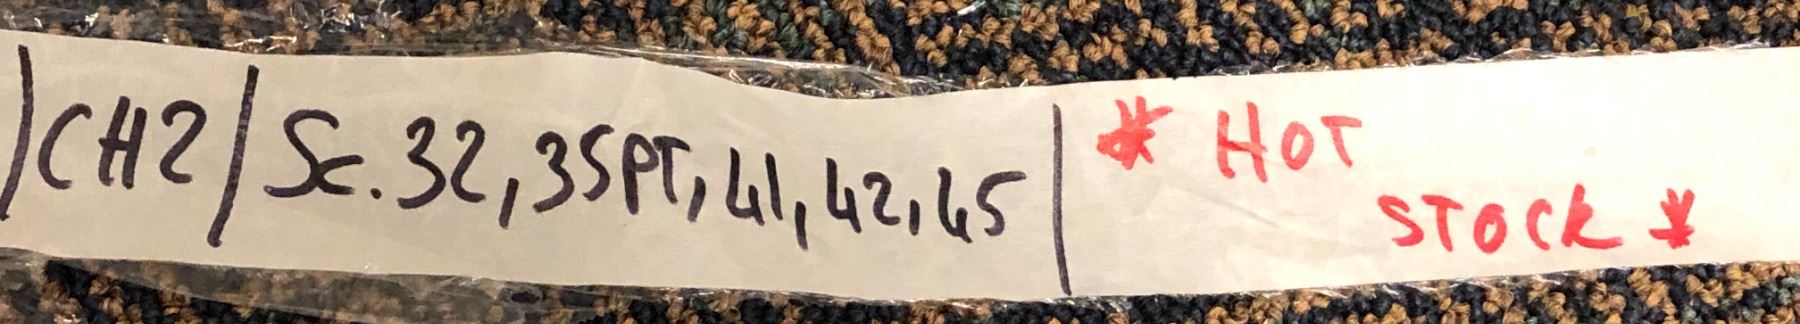 |CH2| Sc. 32, 35PT, 41, 42, 45 | * HOT
STOCK *